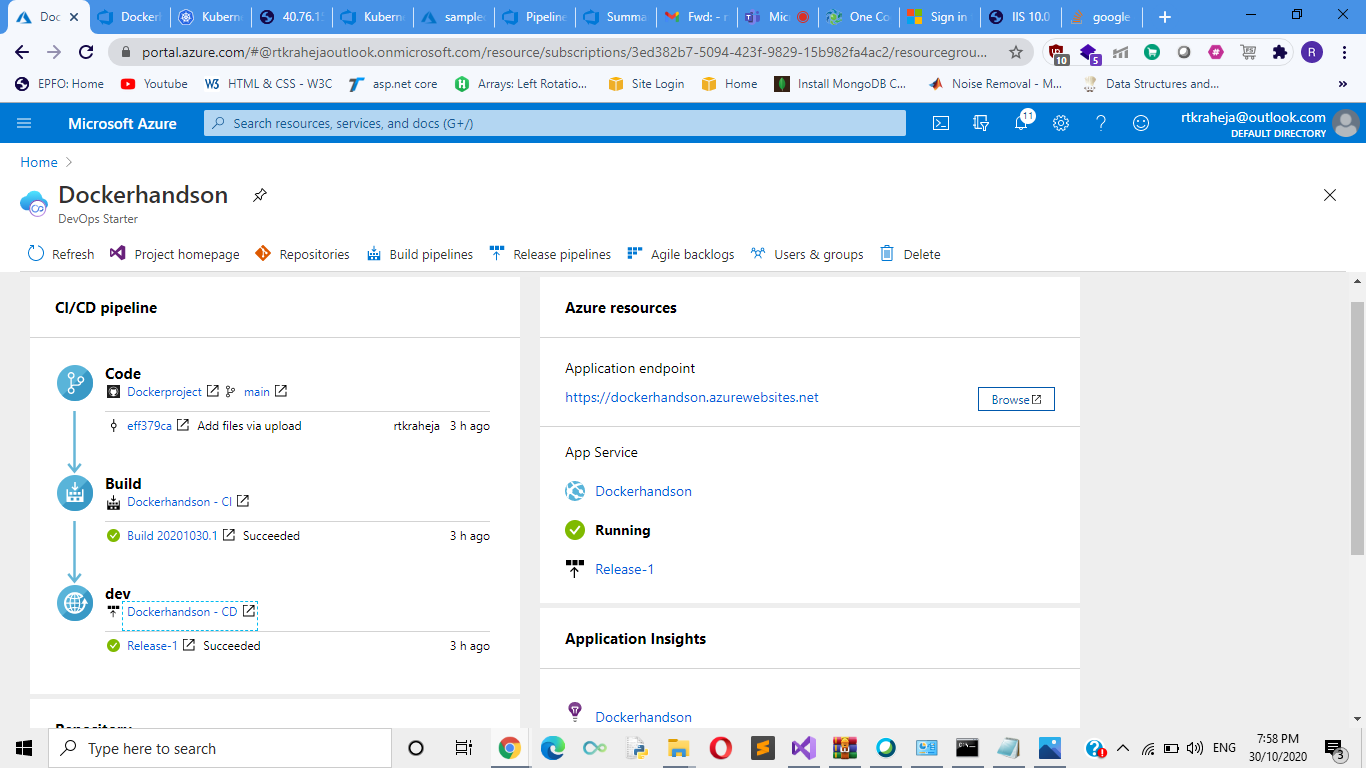 Doc
Docker
Kuberne
40.76.15
Kuberne
sample
Pipeline
Summa
Fwd: - r
Mic
One Co
Sign in
IIS 10.0
google
portal.azure.com/#@rtkrahejaoutlook.onmicrosoft.com/resource/subscriptions/3ed382b7-5094-423f-9829-15b982fa4ac2/resourcegrou...
10
5
R
EPFO: Home
YouTube
HTML & CSS - W3C
asp.net core
Arrays: Left Rotatio...
Site Login
Home
Install MongoDB C...
Noise Removal - M...
Data Structures and...
»
Microsoft Azure
Search resources, services, and docs (G+/)
11
rtkraheja@outlook.com
DEFAULT DIRECTORY
Home
Dockerhandson
DevOps Starter
Refresh
Project homepage
Repositories
Build pipelines
Release pipelines
Agile backlogs
Users & groups
Delete
CI/CD pipeline
Code
Dockerproject main
eff379ca Add files via upload rtkraheja 3 h ago
Build
Dockerhandson - CI
Build 20201030.1 Succeeded 3 h ago
dev
Dockerhandson - CD
Release-1 Succeeded 3 h ago
Repository
Azure resources
Application endpoint
https://dockerhandson.azurewebsites.net
Browse
App Service
Dockerhandson
Running
Release-1
Application Insights
Dockerhandson
Type here to search
ENG
7:58 PM
30/10/2020
3